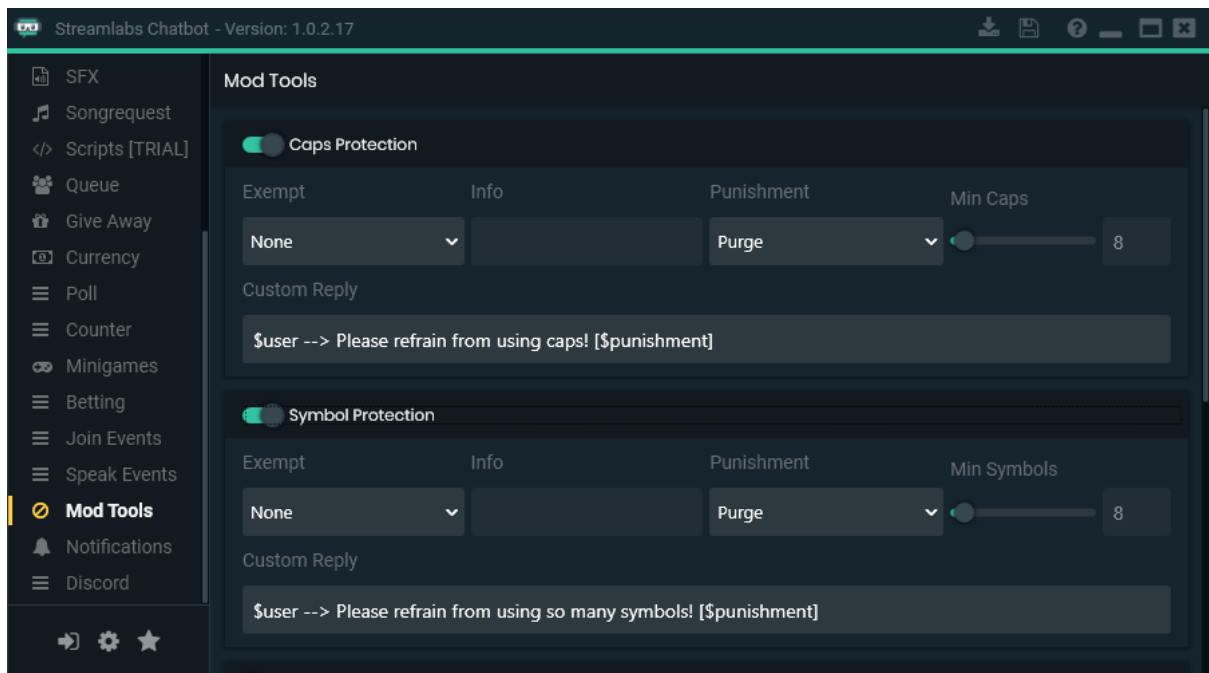 Streamlabs Chatbot - Version: 1.0.2.17
SFX
Songrequest
Scripts [TRIAL]
Queue
Give Away
Currency
Poll
Counter
Minigames
Betting
Join Events
Speak Events
Mod Tools
Notifications
Discord
Mod Tools
Caps Protection
Exempt Info Punishment Min Caps
None Purge 8
Custom Reply
$user --> Please refrain from using caps! [$punishment]
Symbol Protection
Exempt Info Punishment Min Symbols
None Purge 8
Custom Reply
$user --> Please refrain from using so many symbols! [$punishment]